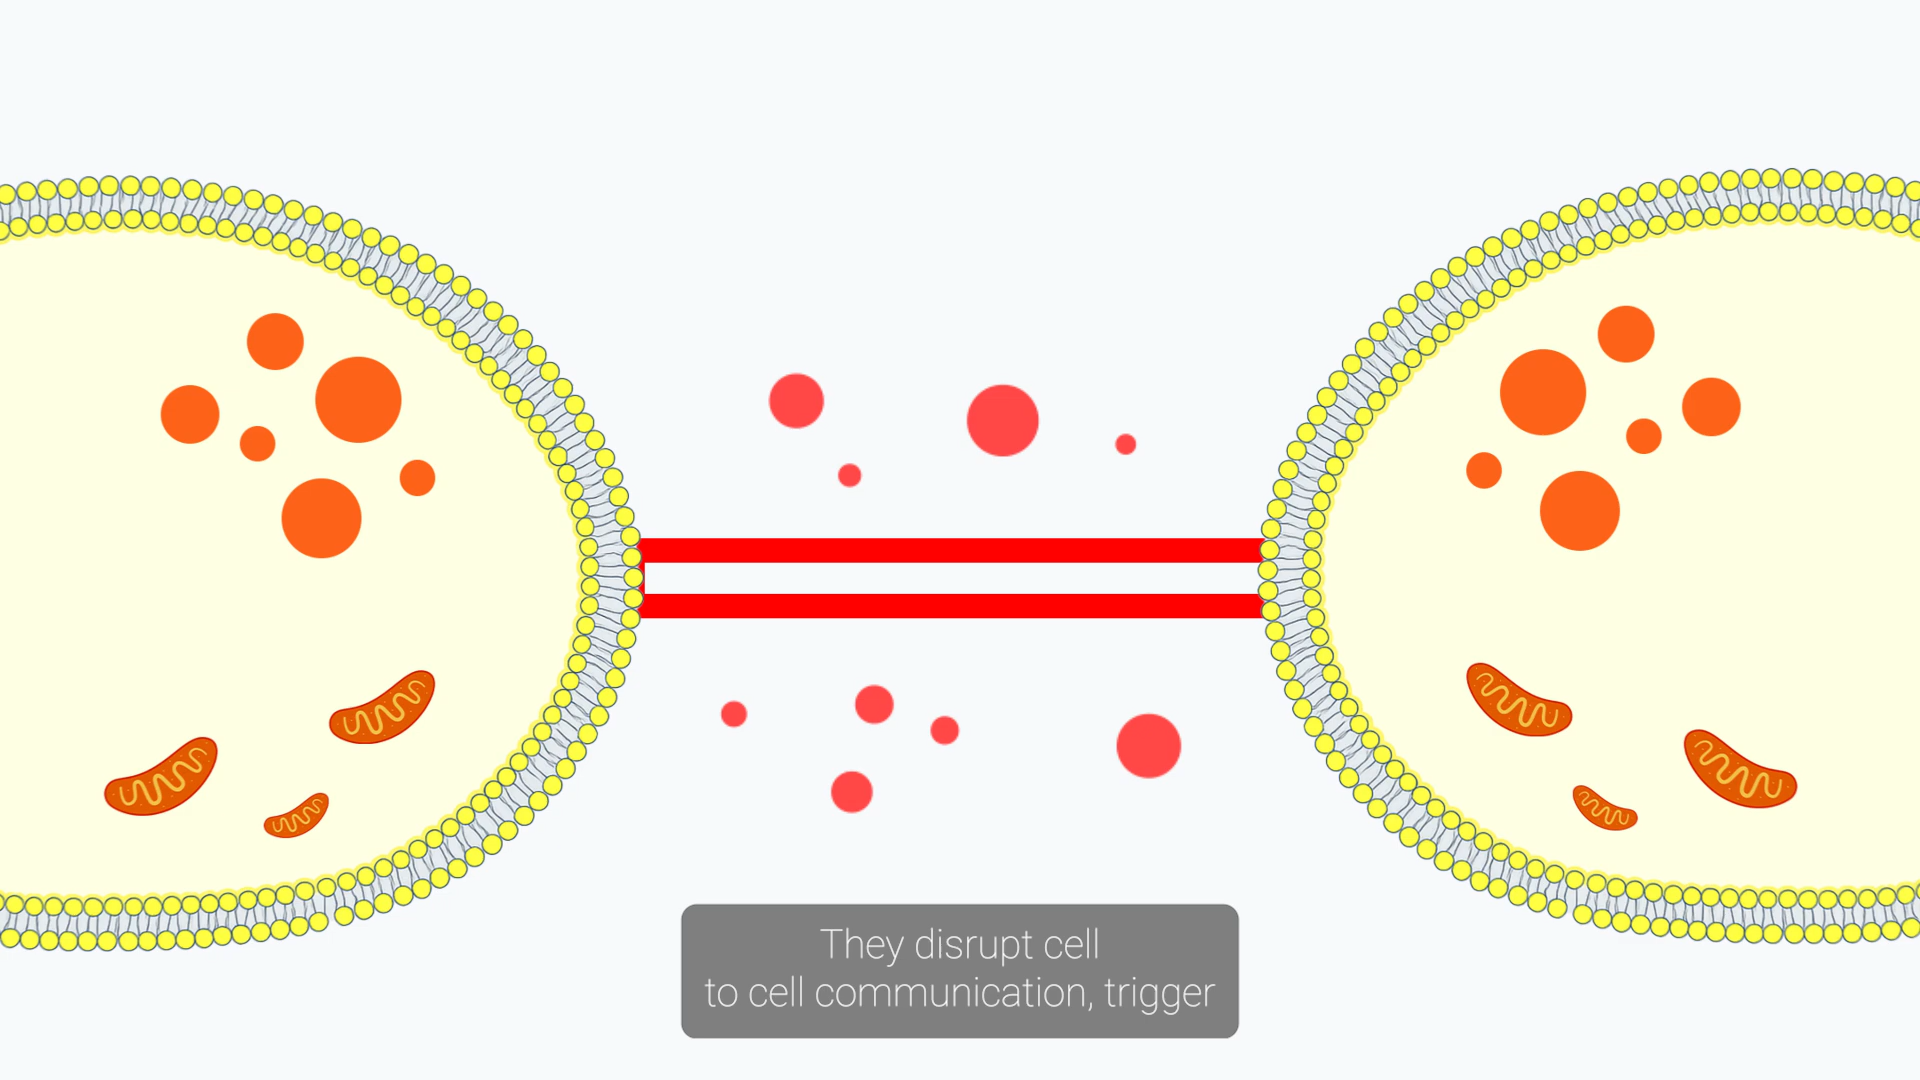 They disrupt cell
to cell communication, trigger